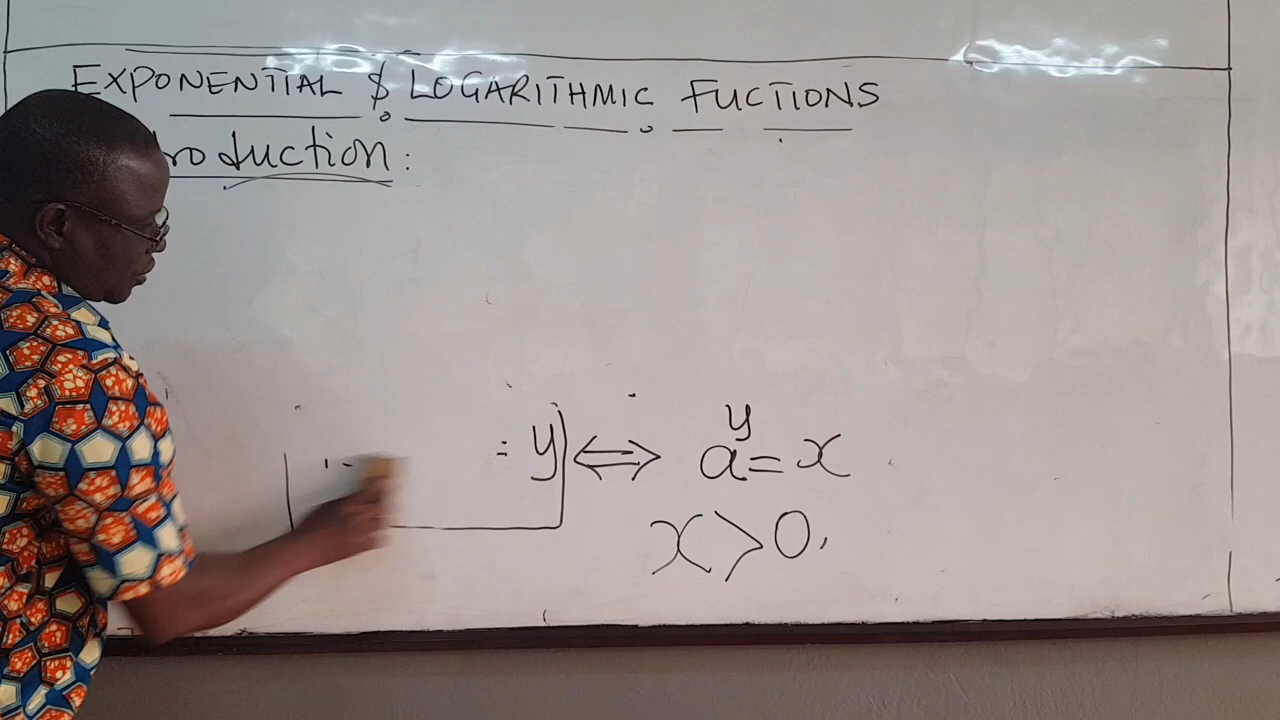 EXPONENTIAL & LOGARITHMIC FUCTIONS
roduction:
= y ⇔ a^y = x
x > 0,